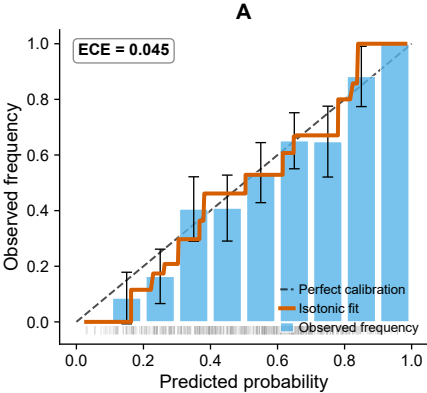 A
ECE = 0.045
Observed frequency
1.0
0.8
0.6
0.4
0.2
0.0
Perfect calibration
Isotonic fit
Observed frequency
0.0 0.2 0.4 0.6 0.8 1.0
Predicted probability